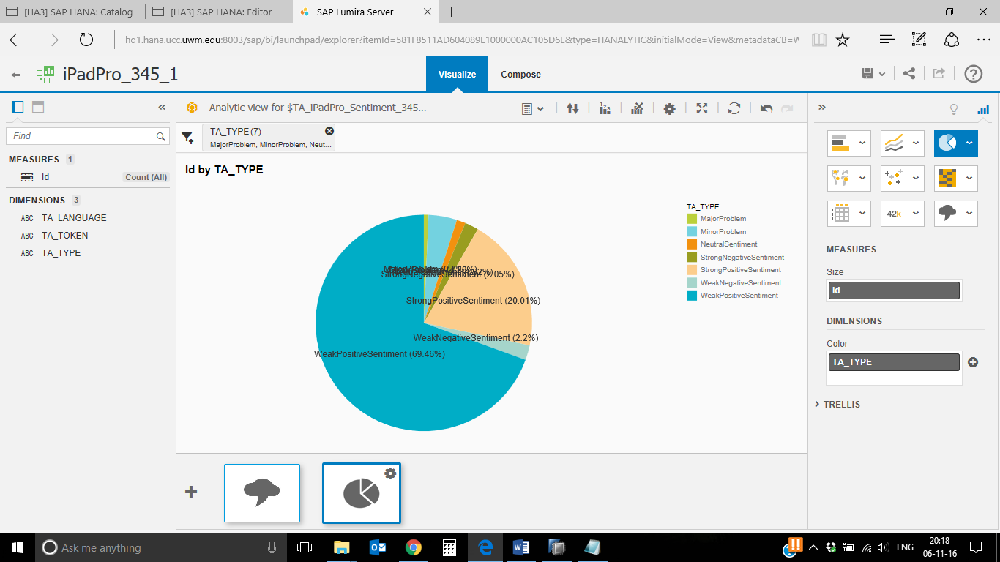 [HA3] SAP HANA: Catalog
[HA3] SAP HANA: Editor
SAP Lumira Server
hd1.hana.ucc.uwm.edu:8003/sap/bi/launchpad/explorer?itemId=581F8511AD604089E1000000AC105D6E&type=HANALYTIC&initialMode=View&metadataCB=
iPadPro_345_1
Visualize
Compose
Analytic view for $TA_iPadPro_Sentiment_345...
Find
TA_TYPE(7)
MajorProblem, MinorProblem, Neut...
MEASURES 1
Id
Count (All)
DIMENSIONS 3
ABC TA_LANGUAGE
ABC TA_TOKEN
ABC TA_TYPE
Id by TA_TYPE
StrongNegativeSentiment (2.05%)
StrongPositiveSentiment (20.01%)
WeakNegativeSentiment (2.2%)
WeakPositiveSentiment (69.46%)
TA_TYPE
MajorProblem
MinorProblem
NeutralSentiment
StrongNegativeSentiment
StrongPositiveSentiment
WeakNegativeSentiment
WeakPositiveSentiment
42k
MEASURES
Size
Id
DIMENSIONS
Color
TA_TYPE
TRELLIS
Ask me anything
ENG
20:18
06-11-16